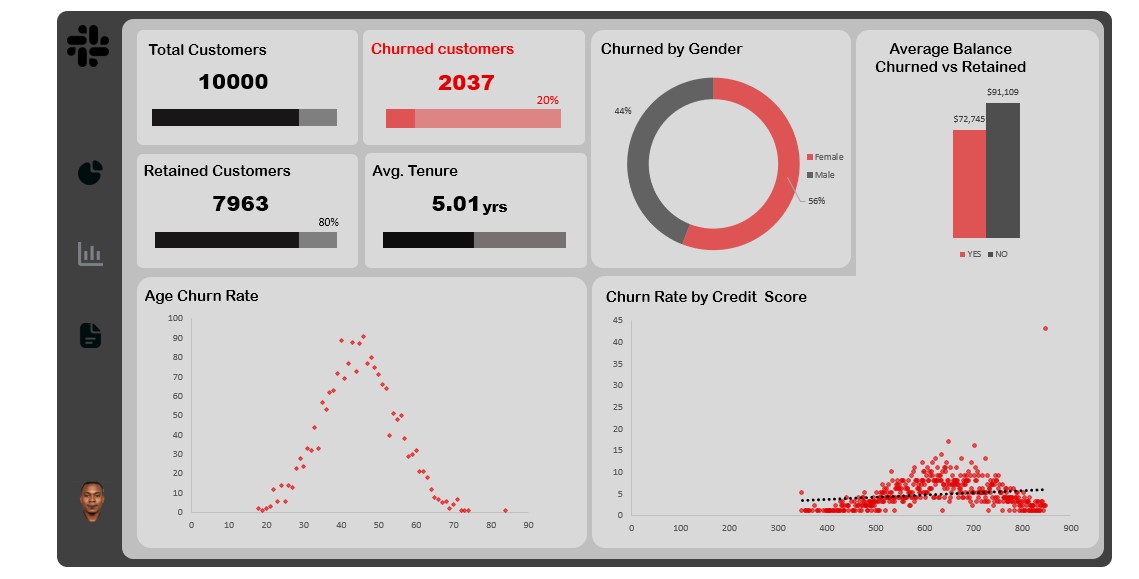 Total Customers
10000
Churned customers
2037
20%
Retained Customers
7963
80%
Avg. Tenure
5.01 yrs
Churned by Gender
44%
Female
Male
56%
Average Balance
Churned vs Retained
$91,109
$72,745
YES NO
Age Churn Rate
100
90
80
70
60
50
40
30
20
10
0
0 10 20 30 40 50 60 70 80 90
Churn Rate by Credit Score
45
40
35
30
25
20
15
10
5
0
0 100 200 300 400 500 600 700 800 900